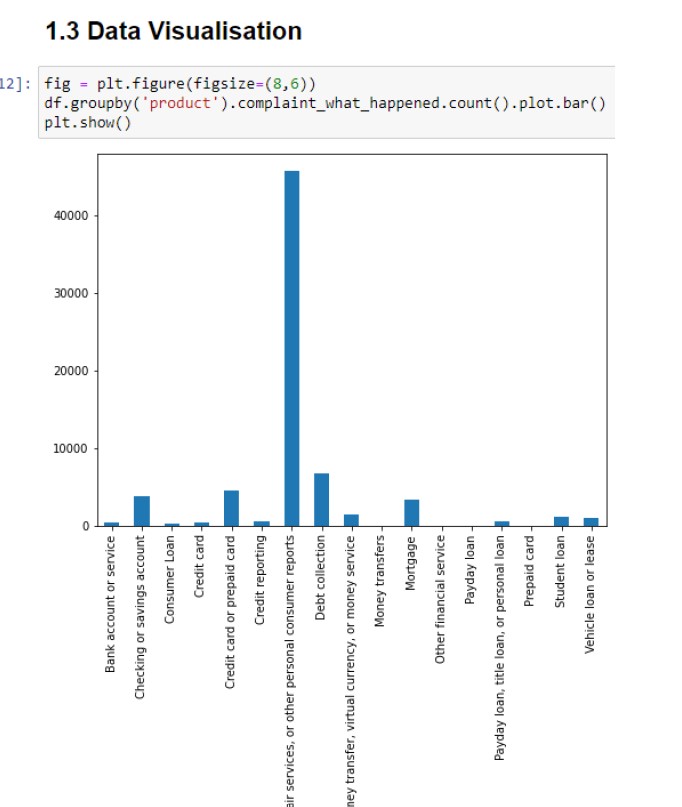 1.3 Data Visualisation
12]:
fig = plt.figure(figsize=(8,6))
df.groupby('product').complaint_what_happened.count().plot.bar()
plt.show()
40000
30000
20000
10000
0
Bank account or service
Checking or savings account
Consumer Loan
Credit card
Credit card or prepaid card
Credit reporting
services, or other personal consumer reports
Debt collection
transfer, virtual currency, or money service
Money transfers
Mortgage
Other financial service
Payday loan
Payday loan, title loan, or personal loan
Prepaid card
Student loan
Vehicle loan or lease